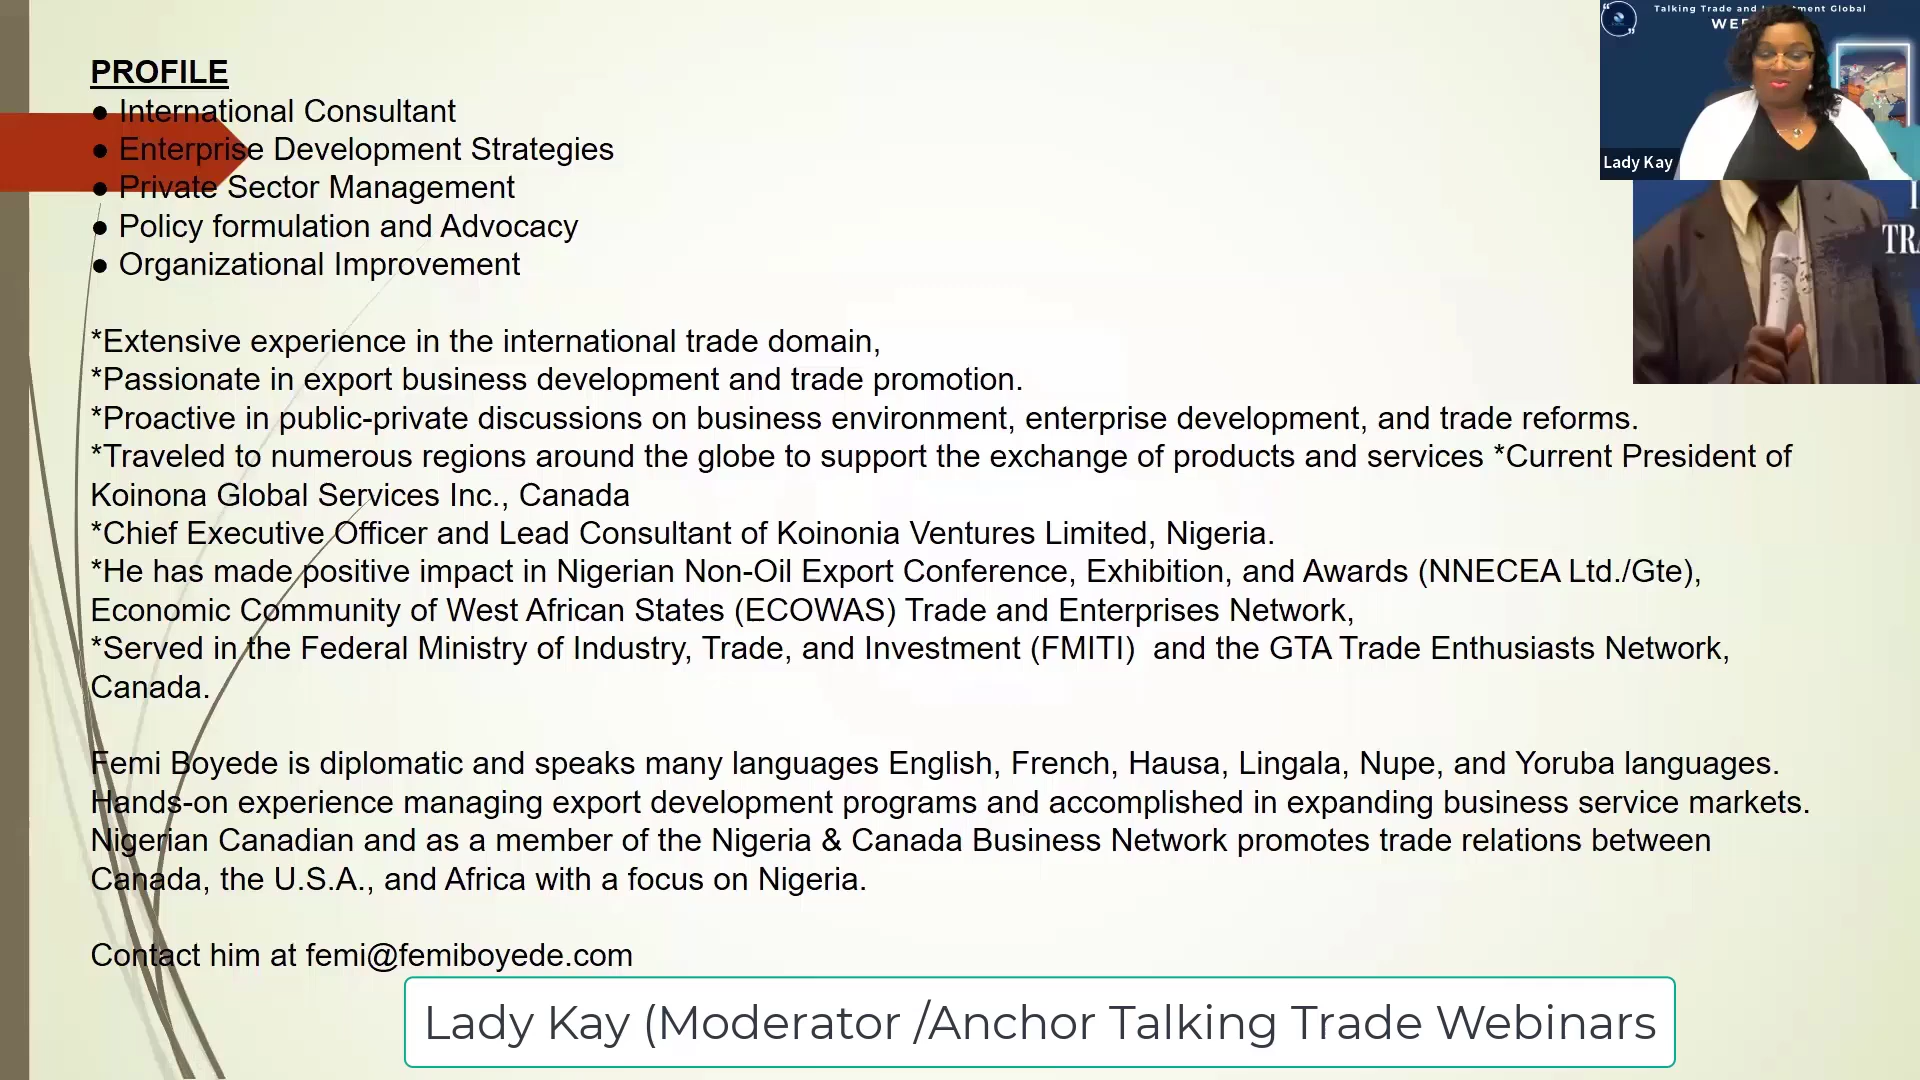 PROFILE
● International Consultant
● Enterprise Development Strategies
● Private Sector Management
● Policy formulation and Advocacy
● Organizational Improvement
*Extensive experience in the international trade domain,
*Passionate in export business development and trade promotion.
*Proactive in public-private discussions on business environment, enterprise development, and trade reforms.
*Traveled to numerous regions around the globe to support the exchange of products and services *Current President of
Koinona Global Services Inc., Canada
*Chief Executive Officer and Lead Consultant of Koinonia Ventures Limited, Nigeria.
*He has made positive impact in Nigerian Non-Oil Export Conference, Exhibition, and Awards (NNECEA Ltd./Gte),
Economic Community of West African States (ECOWAS) Trade and Enterprises Network,
*Served in the Federal Ministry of Industry, Trade, and Investment (FMITI)  and the GTA Trade Enthusiasts Network,
Canada.
Femi Boyede is diplomatic and speaks many languages English, French, Hausa, Lingala, Nupe, and Yoruba languages.
Hands-on experience managing export development programs and accomplished in expanding business service markets.
Nigerian Canadian and as a member of the Nigeria & Canada Business Network promotes trade relations between
Canada, the U.S.A., and Africa with a focus on Nigeria.
Contact him at femi@femiboyede.com
Talking Trade and Global
Lady Kay
Lady Kay (Moderator /Anchor Talking Trade Webinars